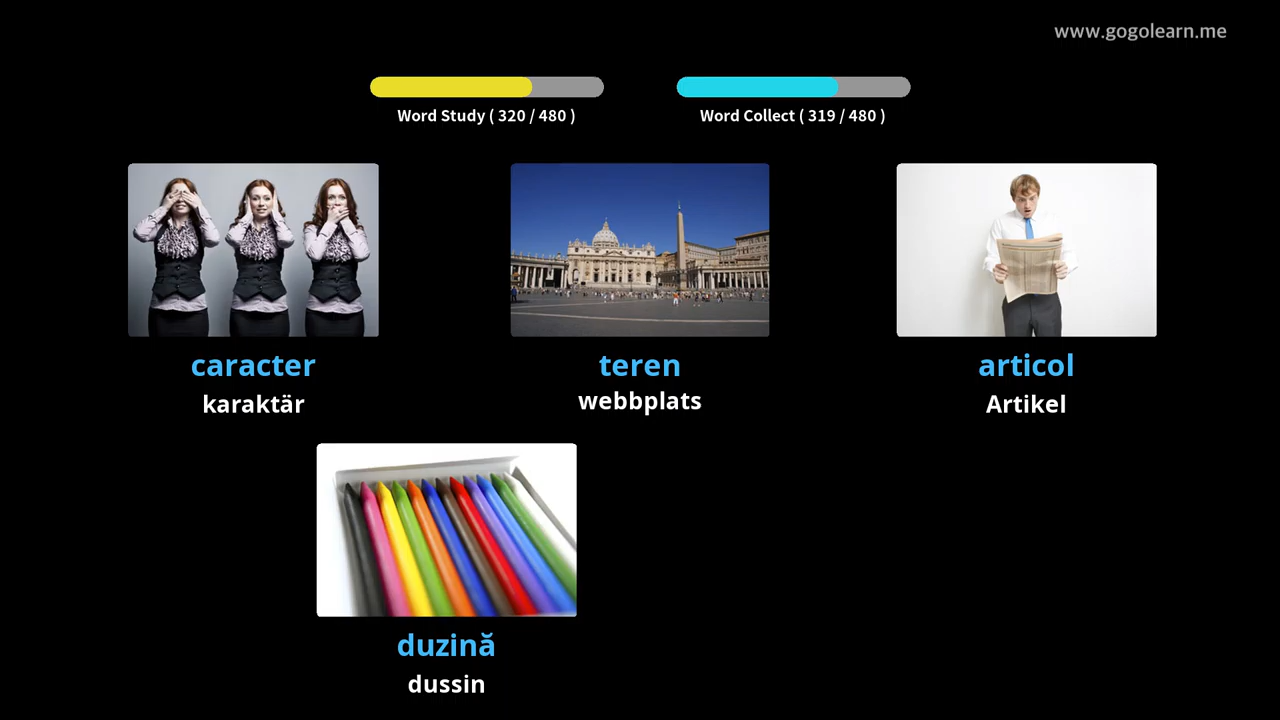 www.gogolearn.me
Word Study ( 320 / 480 )
Word Collect ( 319 / 480 )
caracter
karaktär
teren
webbplats
articol
Artikel
duzină
dussin